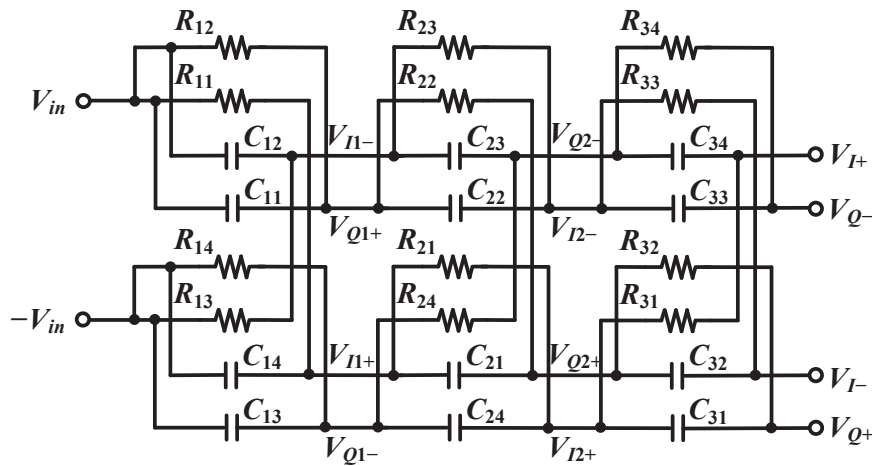 R12 R23 R34
R11 R22 R33
Vin
C12 VI1− C23 VQ2− C34 VI+
C11 C22 C33 VQ−
VQ1+ VI2−
R14 R21 R32
R13 R24 R31
−Vin
C14 VI1+ C21 VQ2+ C32 VI−
C13 C24 C31 VQ+
VQ1− VI2+